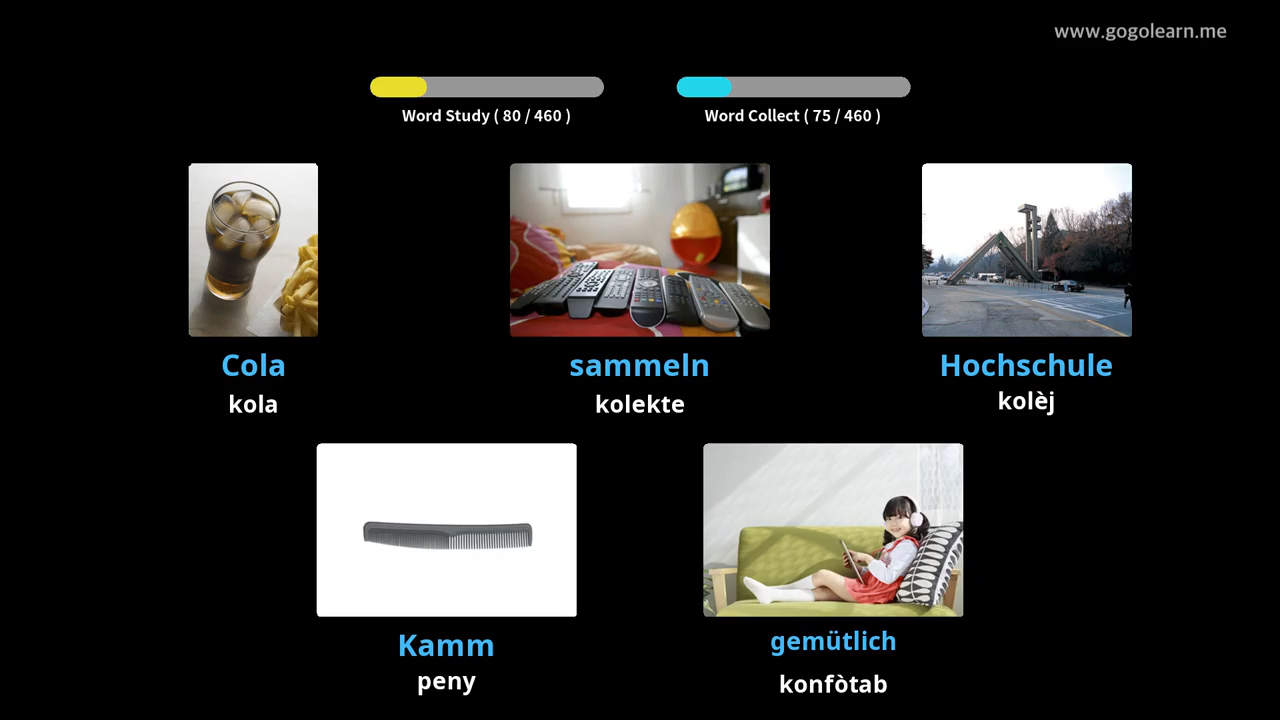 www.gogolearn.me
Word Study ( 80 / 460 )
Word Collect ( 75 / 460 )
Cola
kola
sammeln
kolekte
Hochschule
kolèj
Kamm
peny
gemütlich
konfòtab